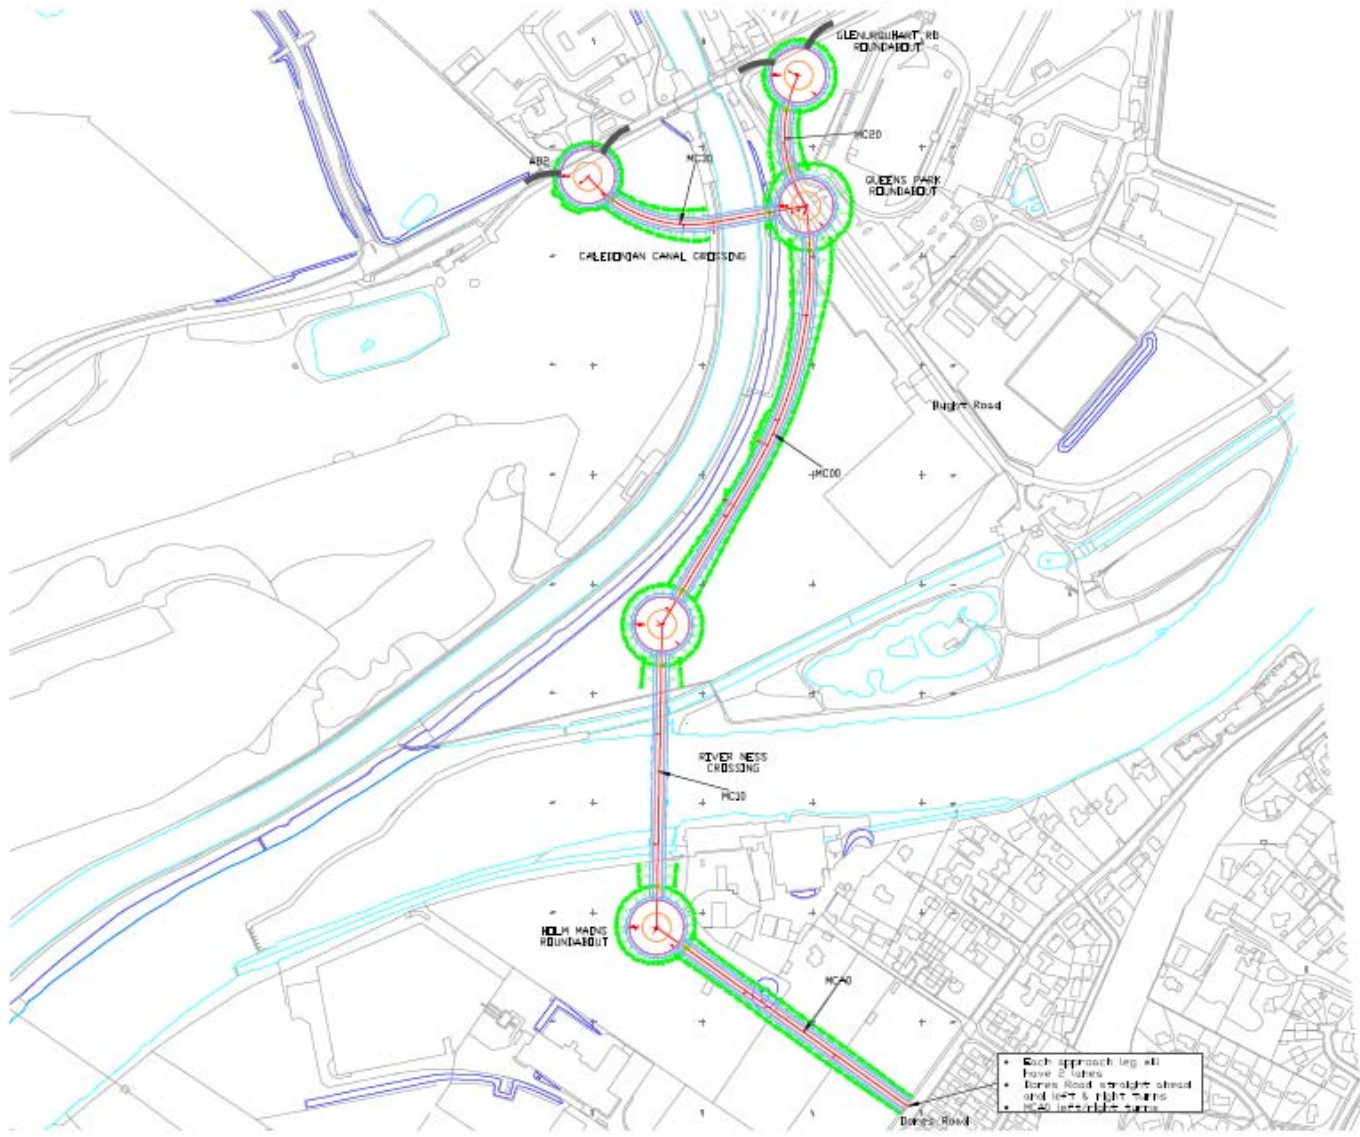 GLENURQUHART RD
ROUNDABOUT
MC20
A82
MC30
QUEENS PARK
ROUNDABOUT
CALEDONIAN CANAL CROSSING
Bught Road
MC00
RIVER NESS
CROSSING
MC10
HOLM MAINS
ROUNDABOUT
MCA0
• Each approach leg will
have 2 lanes
• Dores Road straight ahead
and left & right turns
• MCA0 left/right turns
Dores Road